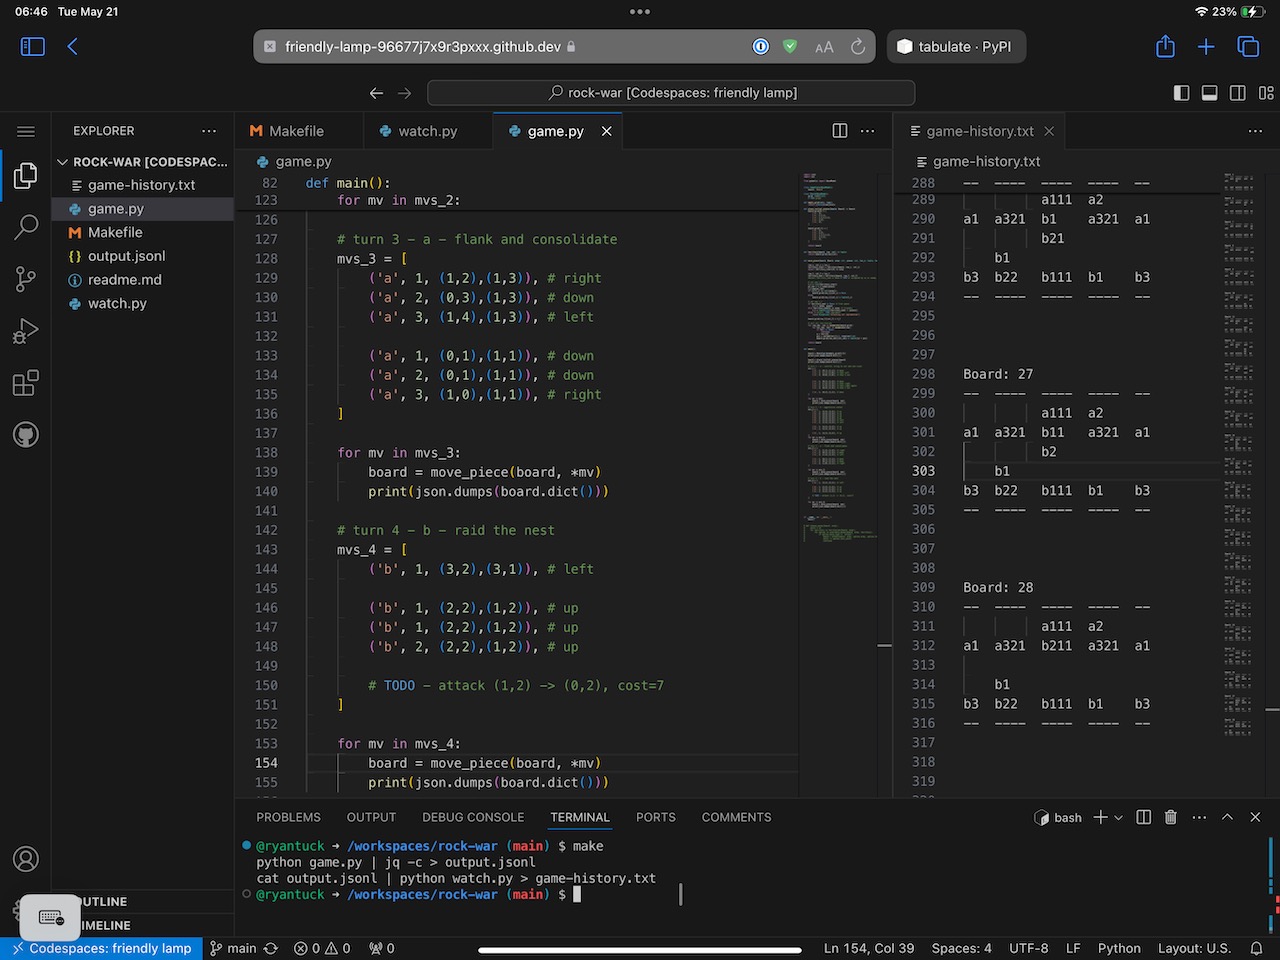 06:46 Tue May 21
23%
friendly-lamp-96677j7x9r3pxxx.github.dev
AA
tabulate · PyPI
rock-war [Codespaces: friendly lamp]
EXPLORER
Makefile
watch.py
game.py
game-history.txt
ROCK-WAR [CODESPAC...
game-history.txt
game.py
Makefile
output.jsonl
readme.md
watch.py
OUTLINE
TIMELINE
game.py
82 def main():
123 for mv in mvs_2:
126
127 # turn 3 - a - flank and consolidate
128 mvs_3 = [
129 ('a', 1, (1,2),(1,3)), # right
130 ('a', 2, (0,3),(1,3)), # down
131 ('a', 3, (1,4),(1,3)), # left
132
133 ('a', 1, (0,1),(1,1)), # down
134 ('a', 2, (0,1),(1,1)), # down
135 ('a', 3, (1,0),(1,1)), # right
136 ]
137
138 for mv in mvs_3:
139 board = move_piece(board, *mv)
140 print(json.dumps(board.dict()))
141
142 # turn 4 - b - raid the nest
143 mvs_4 = [
144 ('b', 1, (3,2),(3,1)), # left
145
146 ('b', 1, (2,2),(1,2)), # up
147 ('b', 1, (2,2),(1,2)), # up
148 ('b', 2, (2,2),(1,2)), # up
149
150 # TODO - attack (1,2) -> (0,2), cost=7
151 ]
152
153 for mv in mvs_4:
154 board = move_piece(board, *mv)
155 print(json.dumps(board.dict()))
game-history.txt
288 -- ---- ---- ---- --
289 a111 a2
290 a1 a321 b1 a321 a1
291 b21
292 b1
293 b3 b22 b111 b1 b3
294 -- ---- ---- ---- --
295
296
297
298 Board: 27
299 -- ---- ---- ---- --
300 a111 a2
301 a1 a321 b11 a321 a1
302 b2
303 b1
304 b3 b22 b111 b1 b3
305 -- ---- ---- ---- --
306
307
308
309 Board: 28
310 -- ---- ---- ---- --
311 a111 a2
312 a1 a321 b211 a321 a1
313
314 b1
315 b3 b22 b111 b1 b3
316 -- ---- ---- ---- --
317
318
319
PROBLEMS OUTPUT DEBUG CONSOLE TERMINAL PORTS COMMENTS
bash
@ryantuck → /workspaces/rock-war (main) $ make
python game.py | jq -c > output.jsonl
cat output.jsonl | python watch.py > game-history.txt
@ryantuck → /workspaces/rock-war (main) $
Codespaces: friendly lamp main 0 0 0 Ln 154, Col 39 Spaces: 4 UTF-8 LF Python Layout: U.S.